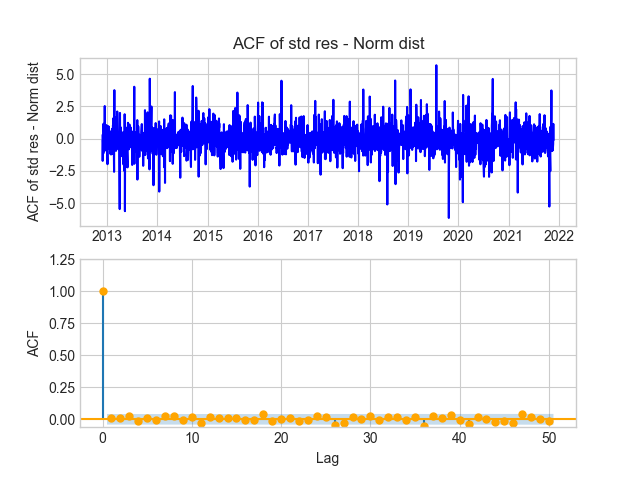 ACF of std res - Norm dist
ACF of std res - Norm dist
5.0
2.5
0.0
−2.5
−5.0
2013 2014 2015 2016 2017 2018 2019 2020 2021 2022
ACF
1.25
1.00
0.75
0.50
0.25
0.00
0 10 20 30 40 50
Lag